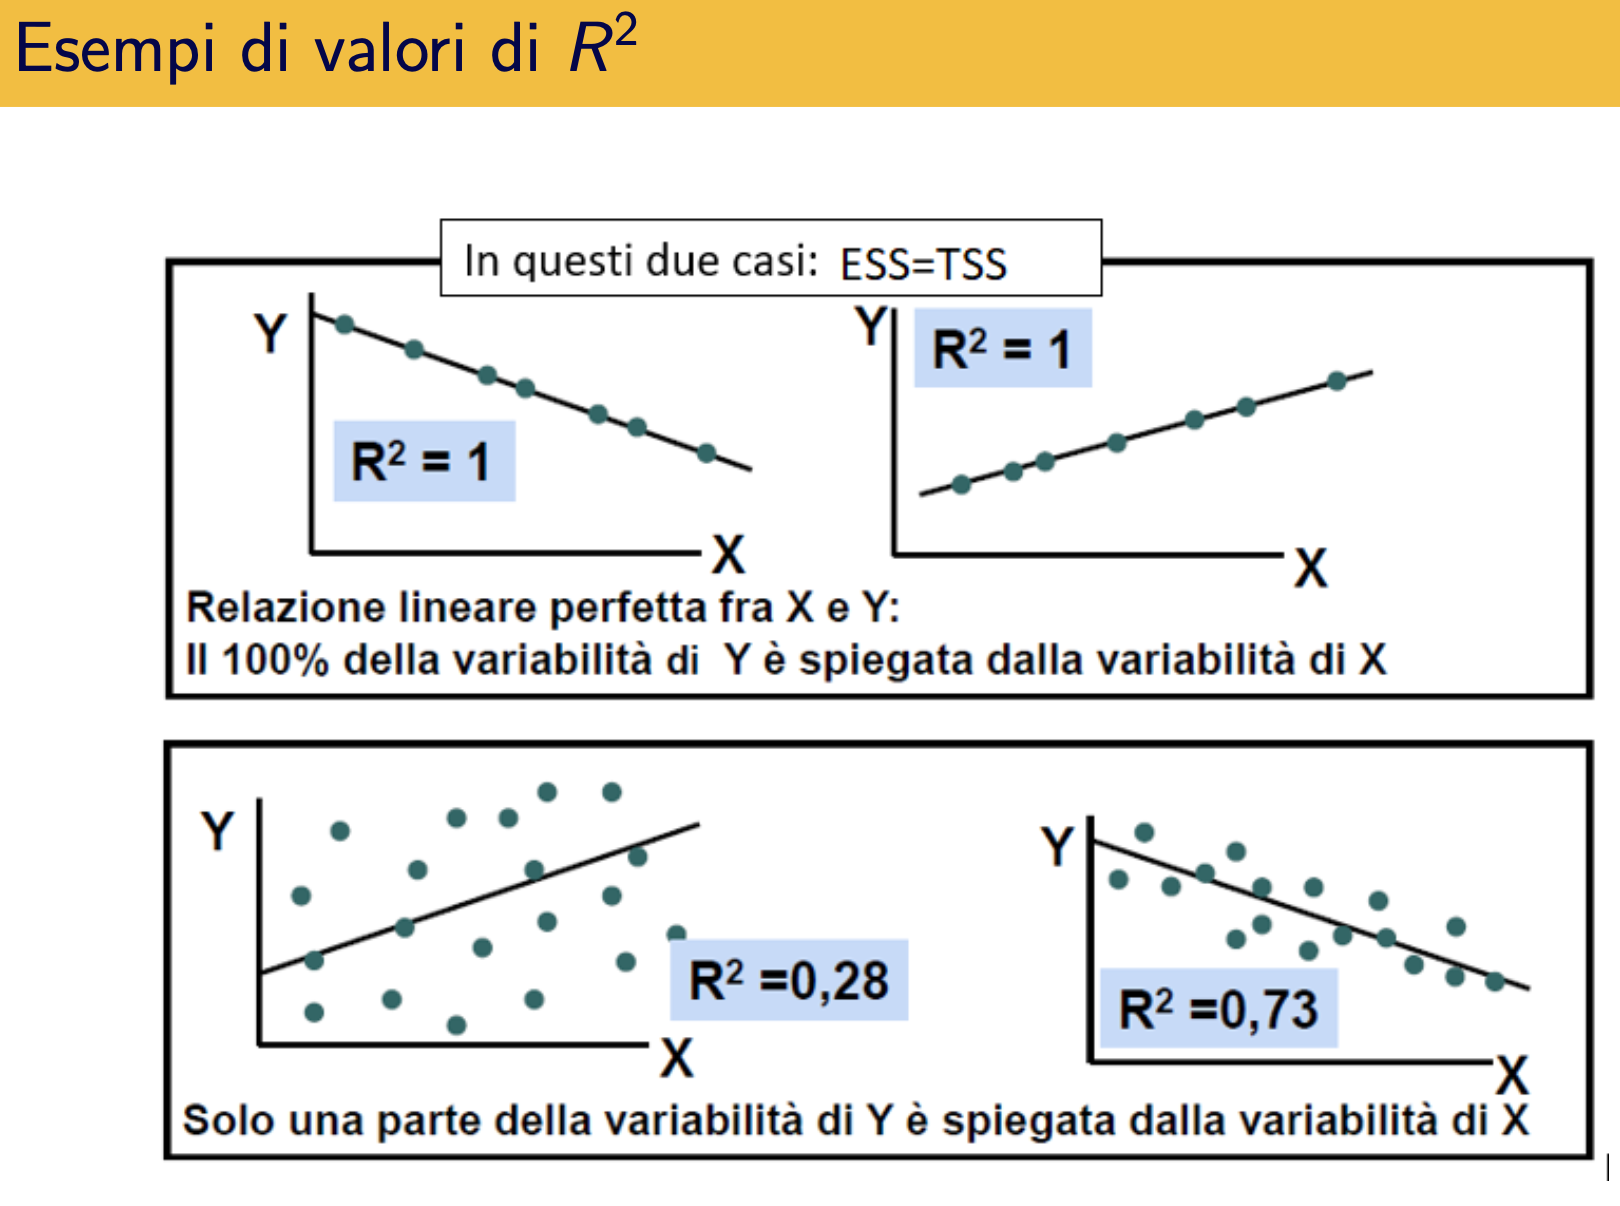 Esempi di valori di R²
In questi due casi: ESS=TSS
Y
R² = 1
X
Y
R² = 1
X
Relazione lineare perfetta fra X e Y:
Il 100% della variabilità di Y è spiegata dalla variabilità di X
Y
R² =0,28
X
Y
R² =0,73
X
Solo una parte della variabilità di Y è spiegata dalla variabilità di X